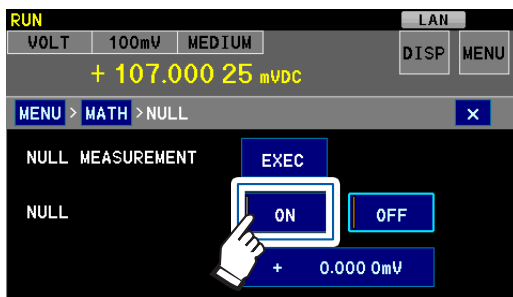 RUN LAN
VOLT 100mV MEDIUM DISP MENU
+ 107.000 25 mVDC
MENU > MATH > NULL ×
NULL MEASUREMENT EXEC
NULL ON OFF
+ 0.000 0mV